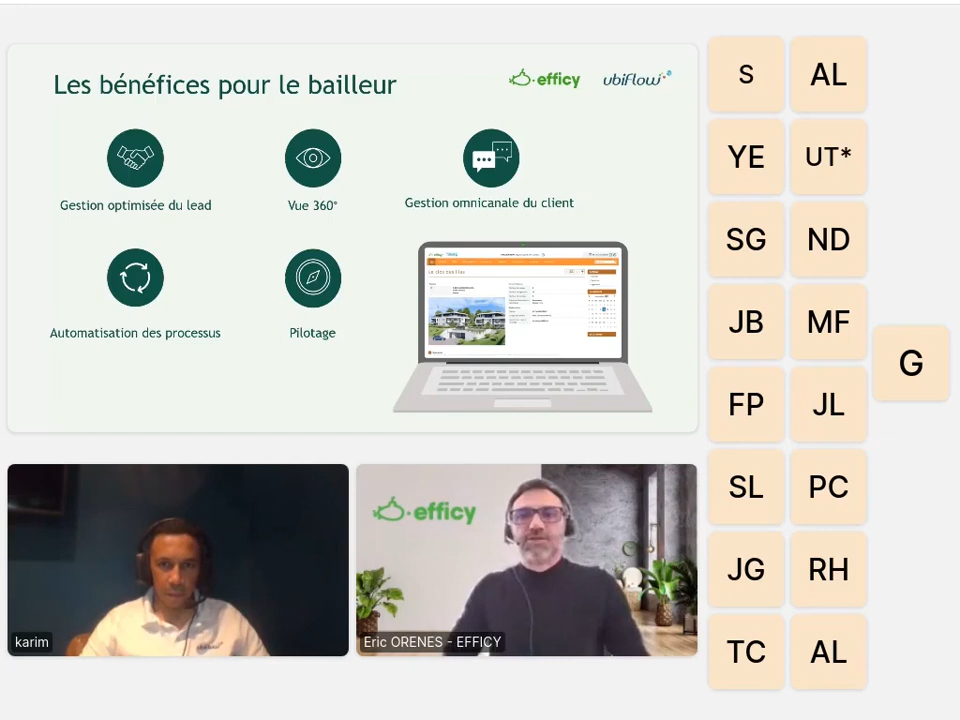 Les bénéfices pour le bailleur
efficy
ubiflow
Gestion optimisée du lead
Vue 360°
Gestion omnicanale du client
Automatisation des processus
Pilotage
S
AL
YE
UT*
SG
ND
JB
MF
G
FP
JL
SL
PC
JG
RH
TC
AL
efficy
karim
Eric ORENES - EFFICY